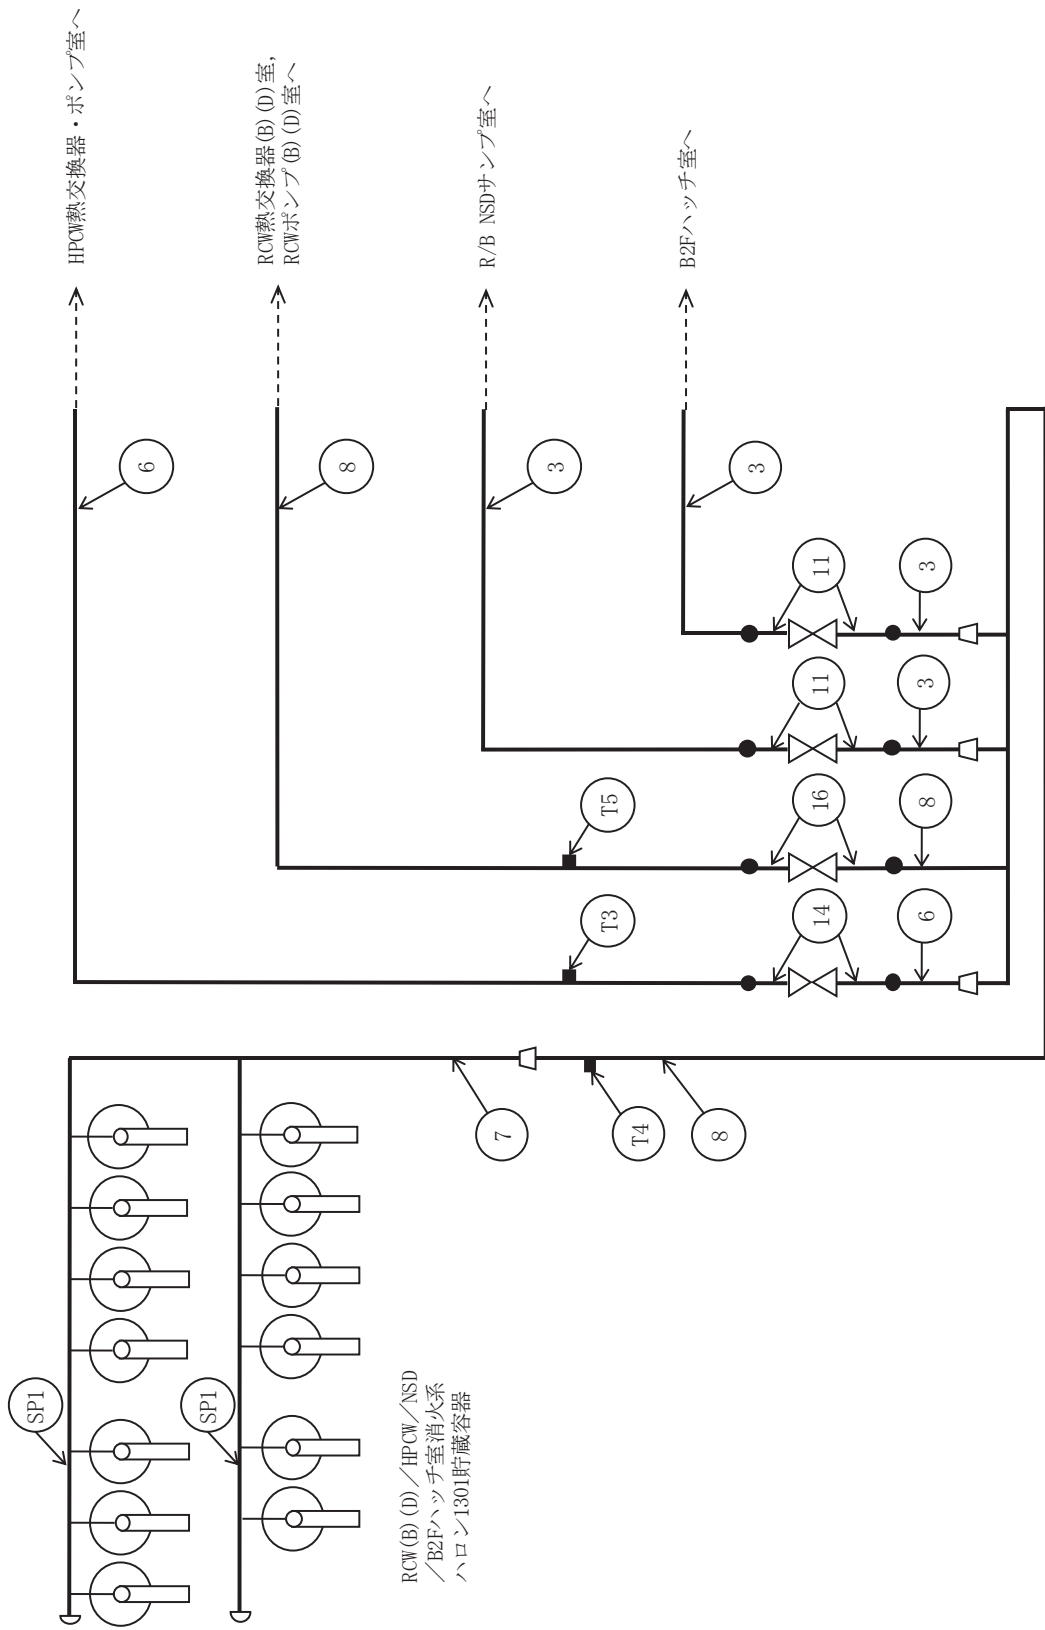 HPCW熱交換器・ポンプ室へ
RCW熱交換器(B)(D)室,
RCWポンプ(B)(D)室へ
R/B NSDサンプ室へ
B2Fハッチ室へ
6
8
3
3
11
3
11
3
16
8
14
6
T5
T3
7
T4
8
SP1
SP1
RCW(B)(D)／HPCW／NSD
／B2Fハッチ室消火系
ハロン1301貯蔵容器